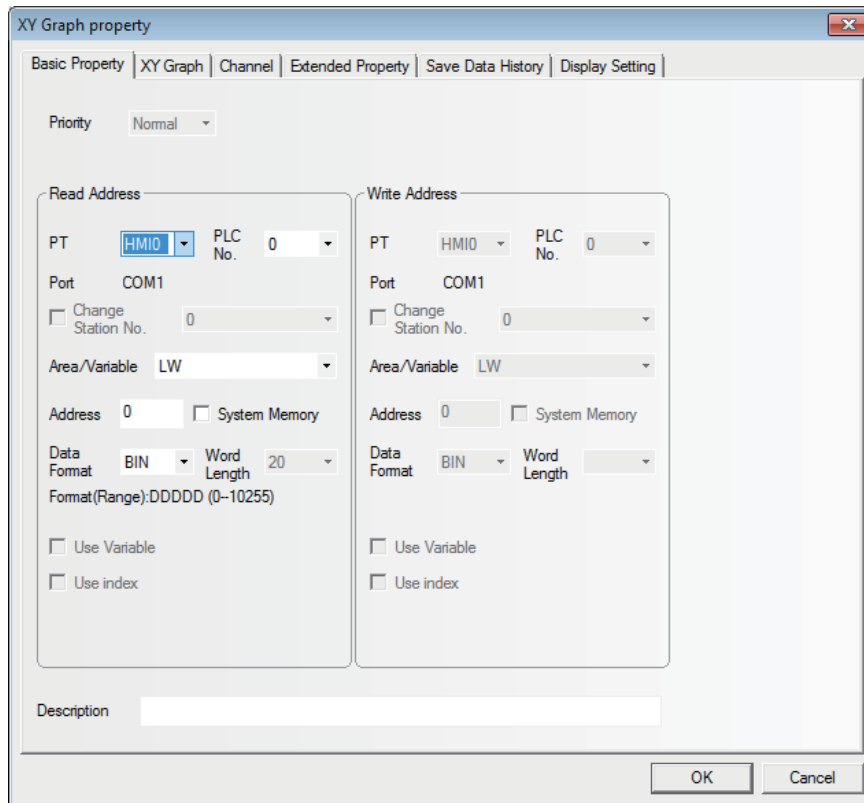 XY Graph property
Basic Property XY Graph Channel Extended Property Save Data History Display Setting
Priority Normal
Read Address
PT HMI0 PLC No. 0
Port COM1
Change Station No. 0
Area/Variable LW
Address 0 System Memory
Data Format BIN Word Length 20
Format(Range):DDDDD (0--10255)
Use Variable
Use index
Write Address
PT HMI0 PLC No. 0
Port COM1
Change Station No. 0
Area/Variable LW
Address 0 System Memory
Data Format BIN Word Length
Use Variable
Use index
Description
OK Cancel